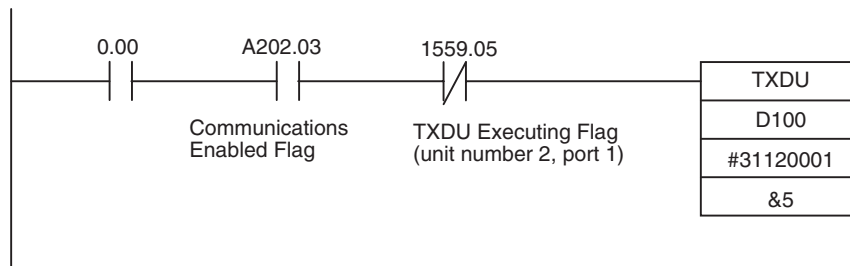 0.00
A202.03
1559.05
Communications
Enabled Flag
TXDU Executing Flag
(unit number 2, port 1)
TXDU
D100
#31120001
&5